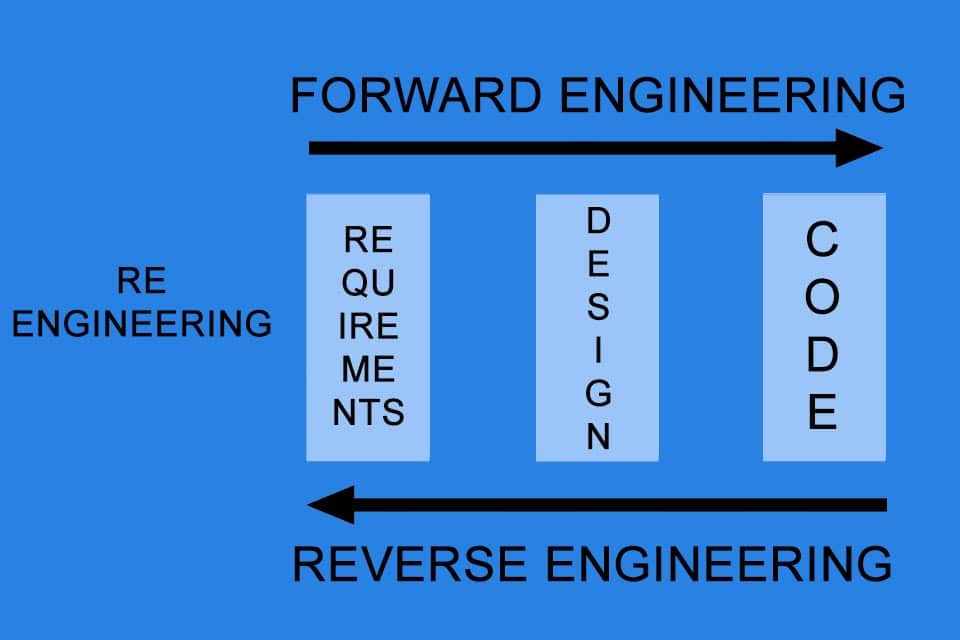 FORWARD ENGINEERING
RE
ENGINEERING
RE
QU
IRE
ME
NTS
D
E
S
I
G
N
C
O
D
E
REVERSE ENGINEERING